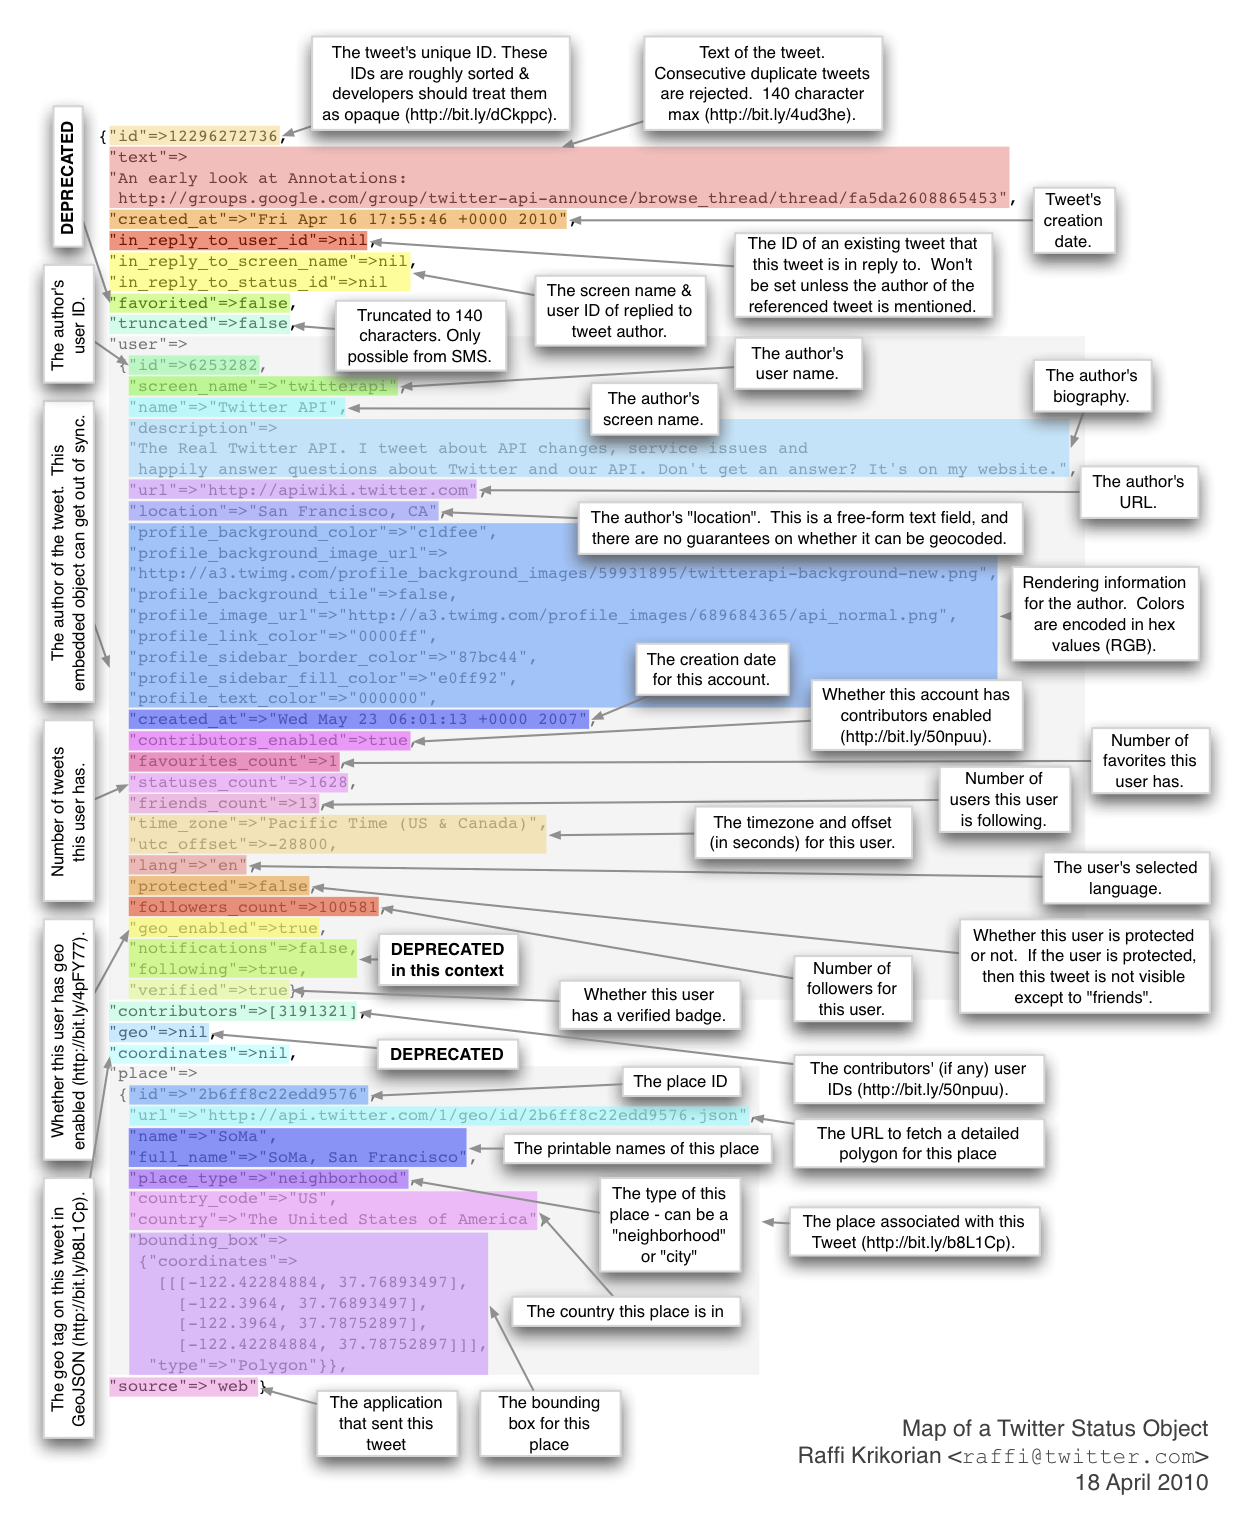 The tweet's unique ID. These
IDs are roughly sorted &
developers should treat them
as opaque (http://bit.ly/dCkppc).
Text of the tweet.
Consecutive duplicate tweets
are rejected.  140 character
max (http://bit.ly/4ud3he).
DEPRECATED
{"id"=>12296272736,
"text"=>
"An early look at Annotations:
http://groups.google.com/group/twitter-api-announce/browse_thread/thread/fa5da2608865453",
"created_at"=>"Fri Apr 16 17:55:46 +0000 2010",
Tweet's
creation
date.
"in_reply_to_user_id"=>nil,
"in_reply_to_screen_name"=>nil,
"in_reply_to_status_id"=>nil
"favorited"=>false,
"truncated"=>false,
The ID of an existing tweet that
this tweet is in reply to.  Won't
be set unless the author of the
referenced tweet is mentioned.
The screen name &
user ID of replied to
tweet author.
Truncated to 140
characters. Only
possible from SMS.
The author's
user ID.
"user"=>
{"id"=>6253282,
"screen_name"=>"twitterapi",
"name"=>"Twitter API",
The author's
user name.
The author's
screen name.
The author's
biography.
"description"=>
"The Real Twitter API. I tweet about API changes, service issues and
happily answer questions about Twitter and our API. Don't get an answer? It's on my website.",
"url"=>"http://apiwiki.twitter.com",
The author's
URL.
"location"=>"San Francisco, CA",
The author's "location".  This is a free-form text field, and
there are no guarantees on whether it can be geocoded.
The author of the tweet.  This
embedded object can get out of sync.
"profile_background_color"=>"c1dfee",
"profile_background_image_url"=>
"http://a3.twimg.com/profile_background_images/59931895/twitterapi-background-new.png",
"profile_background_tile"=>false,
"profile_image_url"=>"http://a3.twimg.com/profile_images/689684365/api_normal.png",
"profile_link_color"=>"0000ff",
"profile_sidebar_border_color"=>"87bc44",
"profile_sidebar_fill_color"=>"e0ff92",
"profile_text_color"=>"000000",
Rendering information
for the author.  Colors
are encoded in hex
values (RGB).
The creation date
for this account.
"created_at"=>"Wed May 23 06:01:13 +0000 2007",
"contributors_enabled"=>true,
"favourites_count"=>1,
"statuses_count"=>1628,
"friends_count"=>13,
Whether this account has
contributors enabled
(http://bit.ly/50npuu).
Number of
favorites this
user has.
Number of tweets
this user has.
Number of
users this user
is following.
"time_zone"=>"Pacific Time (US & Canada)",
"utc_offset"=>-28800,
The timezone and offset
(in seconds) for this user.
"lang"=>"en",
The user's selected
language.
"protected"=>false,
"followers_count"=>100581,
"geo_enabled"=>true,
"notifications"=>false,
"following"=>true,
"verified"=>true},
DEPRECATED
in this context
Whether this user is protected
or not.  If the user is protected,
then this tweet is not visible
except to "friends".
Number of
followers for
this user.
Whether this user
has a verified badge.
Whether this user has geo
enabled (http://bit.ly/4pFY77).
"contributors"=>[3191321],
"geo"=>nil,
"coordinates"=>nil,
DEPRECATED
The contributors' (if any) user
IDs (http://bit.ly/50npuu).
"place"=>
{"id"=>"2b6ff8c22edd9576",
"url"=>"http://api.twitter.com/1/geo/id/2b6ff8c22edd9576.json",
The place ID
The URL to fetch a detailed
polygon for this place
"name"=>"SoMa",
"full_name"=>"SoMa, San Francisco",
The printable names of this place
"place_type"=>"neighborhood",
The type of this
place - can be a
"neighborhood"
or "city"
"country_code"=>"US",
"country"=>"The United States of America",
The place associated with this
Tweet (http://bit.ly/b8L1Cp).
The geo tag on this tweet in
GeoJSON (http://bit.ly/b8L1Cp).
"bounding_box"=>
{"coordinates"=>
[[[-122.42284884, 37.76893497],
[-122.3964, 37.76893497],
[-122.3964, 37.78752897],
[-122.42284884, 37.78752897]]],
"type"=>"Polygon"}},
The country this place is in
"source"=>"web"}
The application
that sent this
tweet
The bounding
box for this
place
Map of a Twitter Status Object
Raffi Krikorian <raffi@twitter.com>
18 April 2010